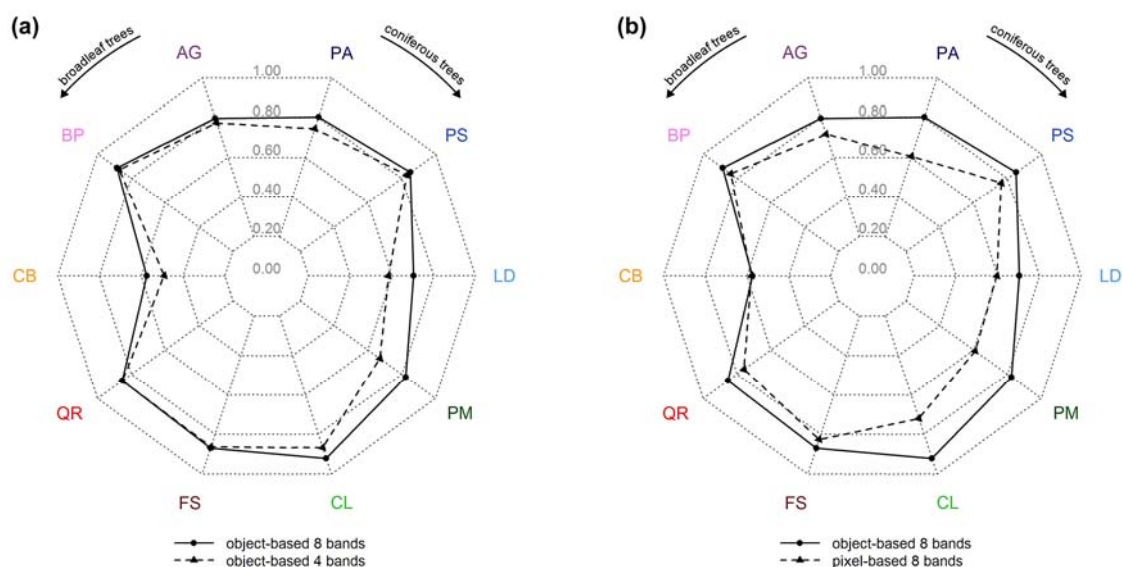 (a)
broadleaf trees
coniferous trees
AG
PA
BP
PS
CB
LD
QR
PM
FS
CL
1.00
0.80
0.60
0.40
0.20
0.00
object-based 8 bands
object-based 4 bands
(b)
broadleaf trees
coniferous trees
AG
PA
BP
PS
CB
LD
QR
PM
FS
CL
1.00
0.80
0.60
0.40
0.20
0.00
object-based 8 bands
pixel-based 8 bands